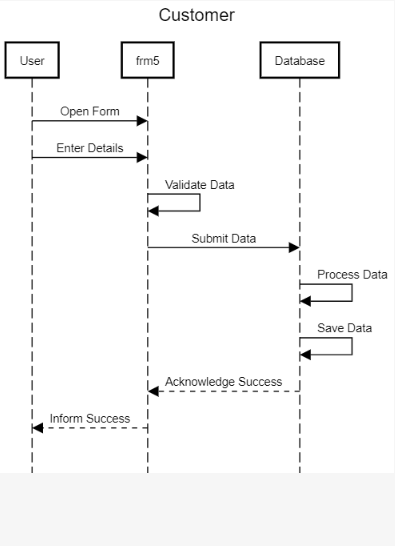 Customer
User
frm5
Database
Open Form
Enter Details
Validate Data
Submit Data
Process Data
Save Data
Acknowledge Success
Inform Success